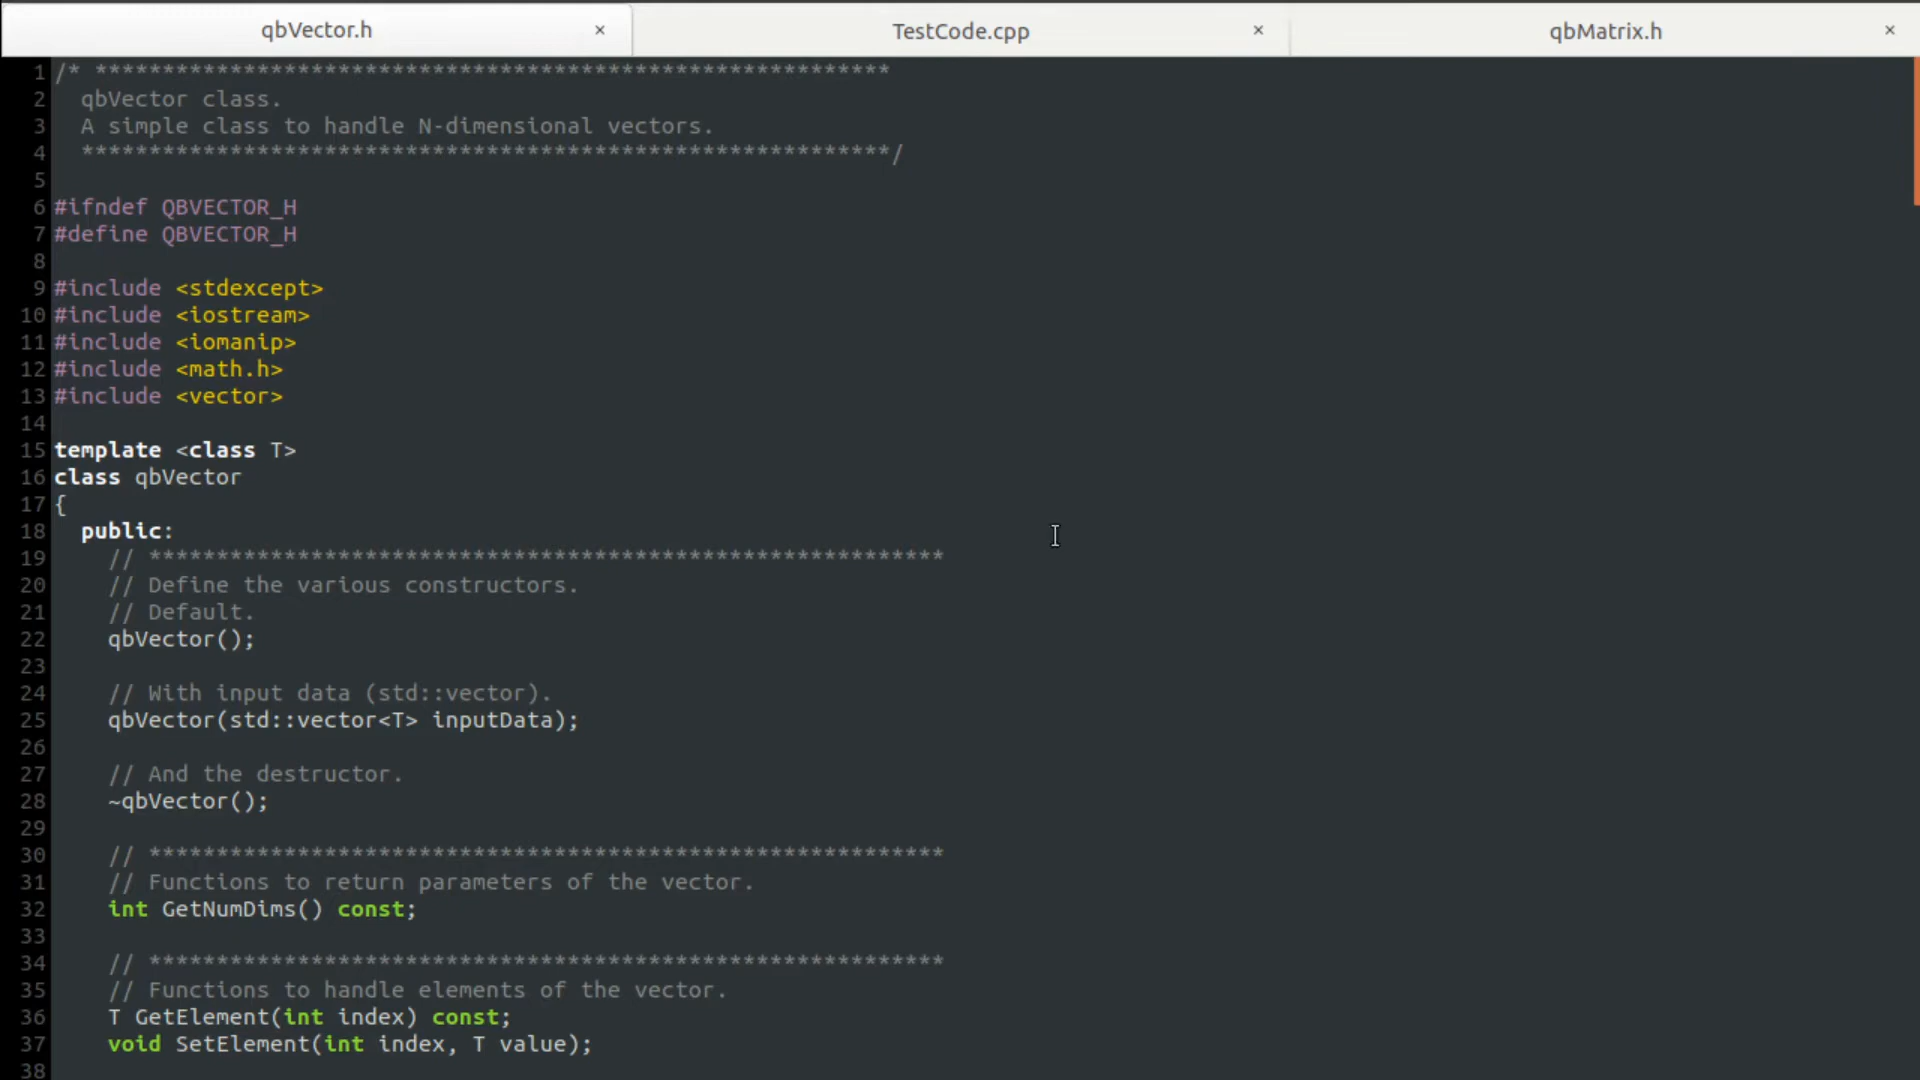 qbVector.h × TestCode.cpp × qbMatrix.h ×
1 /* ***********************************************************
2   qbVector class.
3   A simple class to handle N-dimensional vectors.
4   ************************************************************/
5
6 #ifndef QBVECTOR_H
7 #define QBVECTOR_H
8
9 #include <stdexcept>
10 #include <iostream>
11 #include <iomanip>
12 #include <math.h>
13 #include <vector>
14
15 template <class T>
16 class qbVector
17 {
18   public:
19     // ***********************************************************
20     // Define the various constructors.
21     // Default.
22     qbVector();
23
24     // With input data (std::vector).
25     qbVector(std::vector<T> inputData);
26
27     // And the destructor.
28     ~qbVector();
29
30     // ***********************************************************
31     // Functions to return parameters of the vector.
32     int GetNumDims() const;
33
34     // ***********************************************************
35     // Functions to handle elements of the vector.
36     T GetElement(int index) const;
37     void SetElement(int index, T value);
38